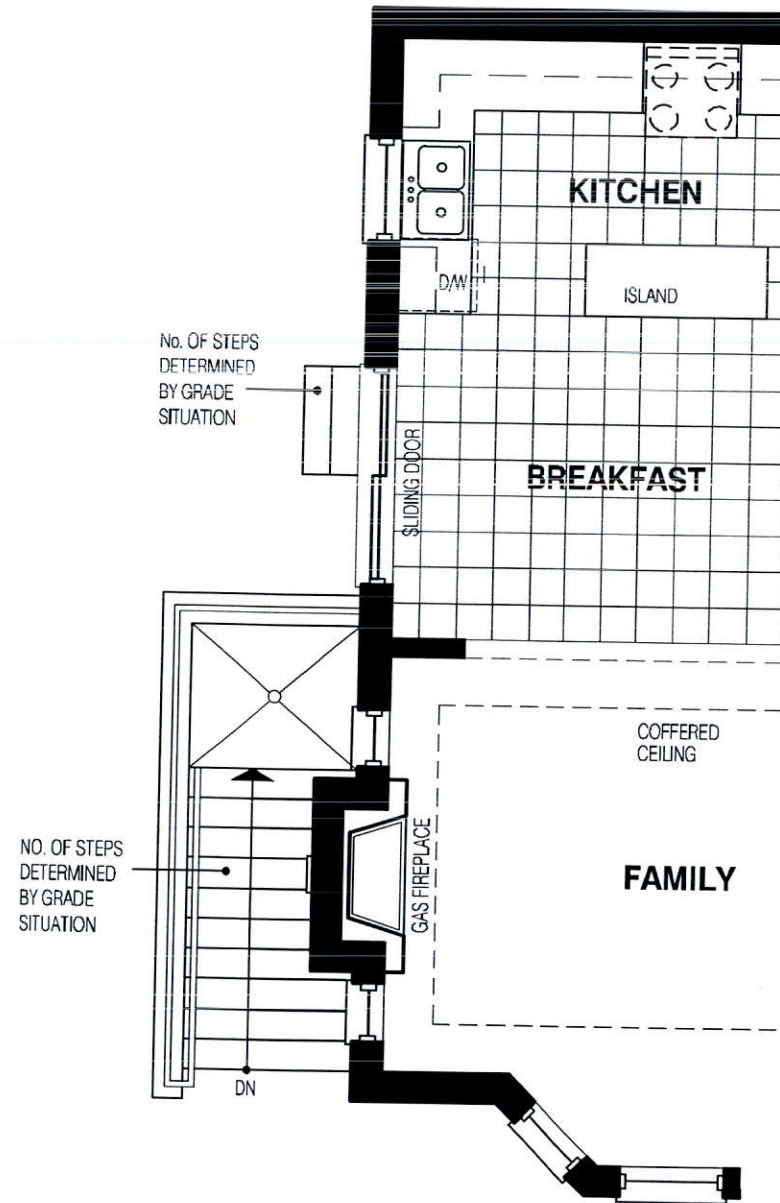 KITCHEN
D/W
ISLAND
No. OF STEPS
DETERMINED
BY GRADE
SITUATION
SLIDING DOOR
BREAKFAST
COFFERED
CEILING
NO. OF STEPS
DETERMINED
BY GRADE
SITUATION
GAS FIREPLACE
FAMILY
DN